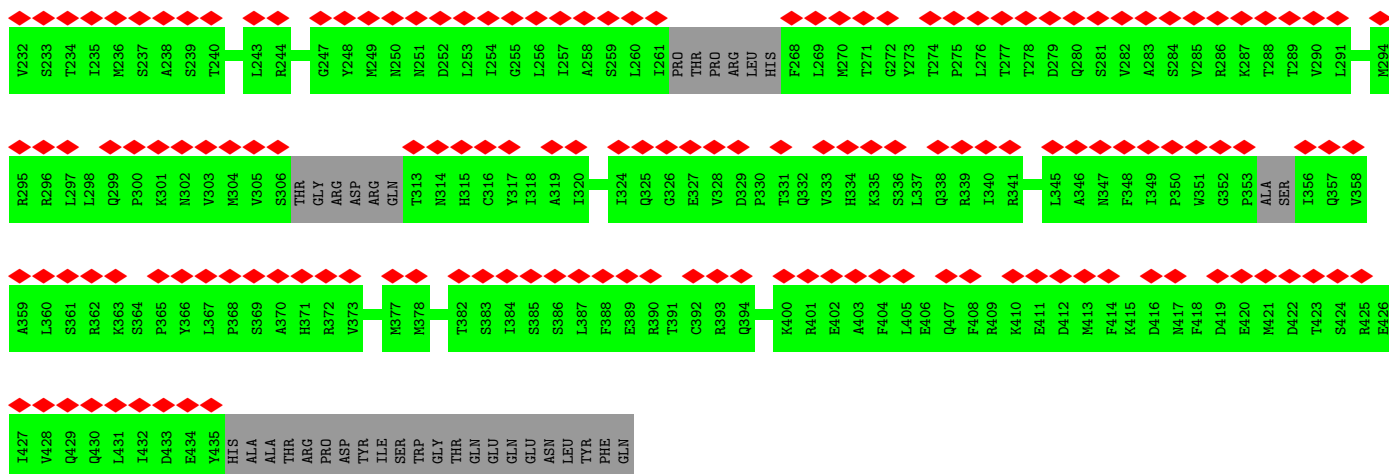 V232 S233 T234 I235 M236 S237 A238 S239 T240 L243 R244 G247 Y248 M249 N250 N251 D252 L253 I254 G255 L256 I257 A258 S259 L260 I261 PRO THR PRO ARG LEU HIS F268 L269 M270 T271 G272 Y273 T274 P275 L276 T277 T278 D279 Q280 S281 V282 A283 S284 V285 R286 K287 T288 T289 V290 L291 M294
R295 R296 L297 L298 Q299 P300 K301 N302 V303 M304 V305 S306 THR GLY ARG ASP ARG GLN T313 N314 H315 C316 Y317 I318 A319 I320 I324 Q325 G326 E327 V328 D329 P330 T331 Q332 V333 H334 K335 S336 L337 Q338 R339 I340 R341 L345 A346 N347 F348 I349 P350 W351 G352 P353 ALA SER I356 Q357 V358
A359 L360 S361 R362 K363 S364 P365 Y366 L367 P368 S369 A370 H371 R372 V373 M377 M378 T382 S383 I384 S385 S386 L387 F388 E389 R390 T391 C392 R393 Q394 K400 R401 E402 A403 F404 L405 E406 Q407 F408 R409 K410 E411 D412 M413 F414 K415 D416 N417 F418 D419 E420 M421 D422 T423 S424 R425 E426
I427 V428 Q429 Q430 L431 I432 D433 E434 Y435 HIS ALA ALA THR ARG PRO ASP TYR ILE SER TRP GLY THR GLN GLU GLN GLU ASN LEU TYR PHE GLN